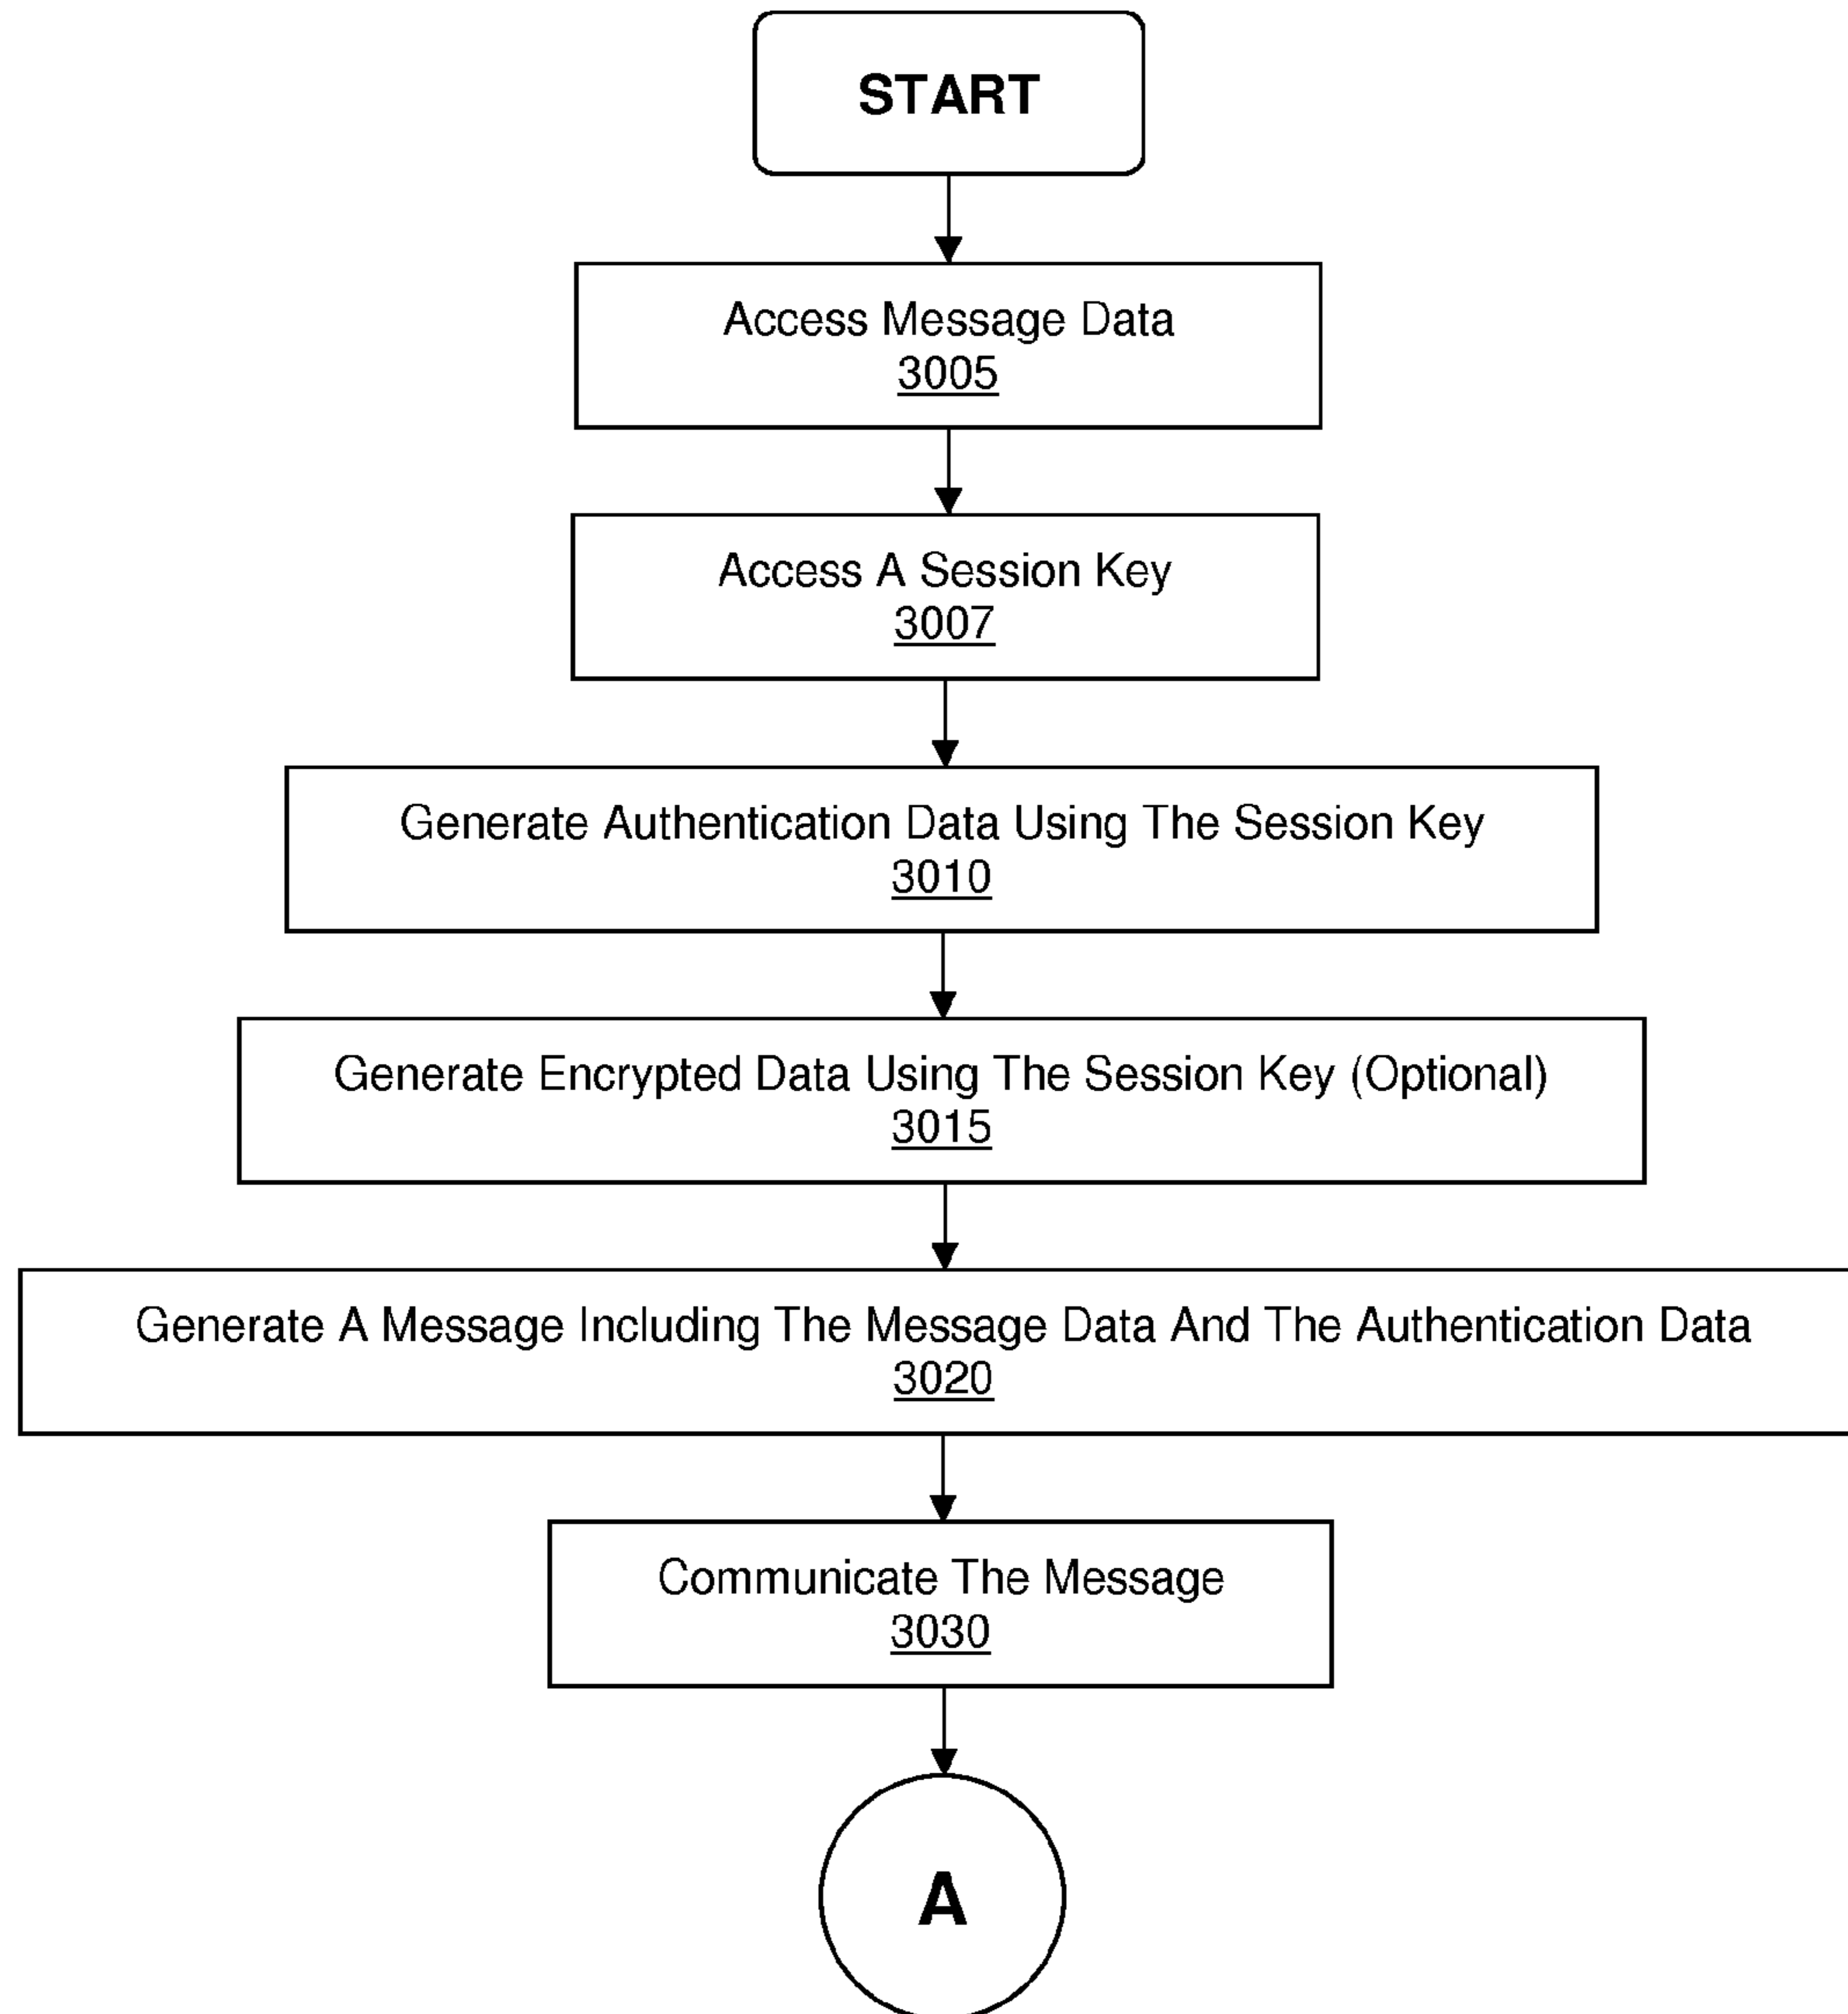 START
Access Message Data
3005
Access A Session Key
3007
Generate Authentication Data Using The Session Key
3010
Generate Encrypted Data Using The Session Key (Optional)
3015
Generate A Message Including The Message Data And The Authentication Data
3020
Communicate The Message
3030
A